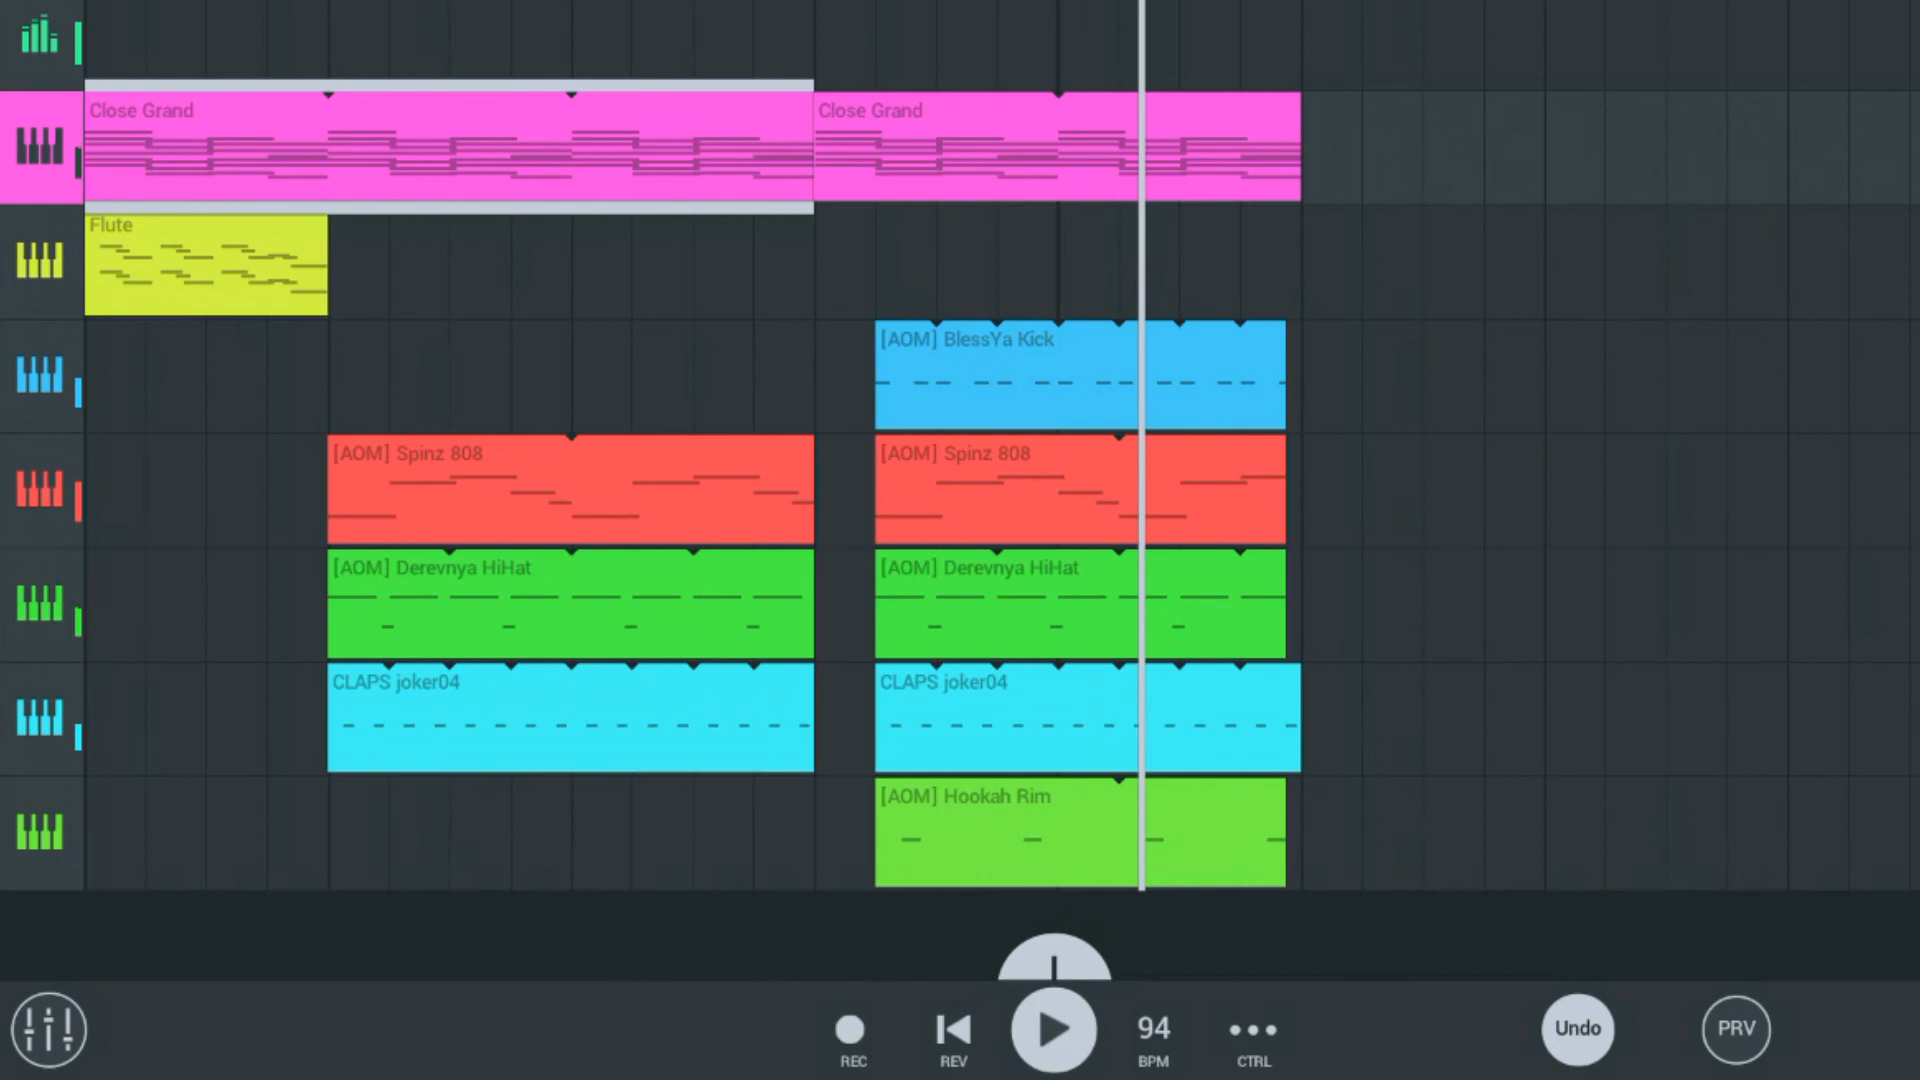 Close Grand
Close Grand
Flute
[AOM] BlessYa Kick
[AOM] Spinz 808
[AOM] Spinz 808
[AOM] Derevnya HiHat
[AOM] Derevnya HiHat
CLAPS joker04
CLAPS joker04
[AOM] Hookah Rim
94
Undo
PRV
REC
REV
BPM
CTRL